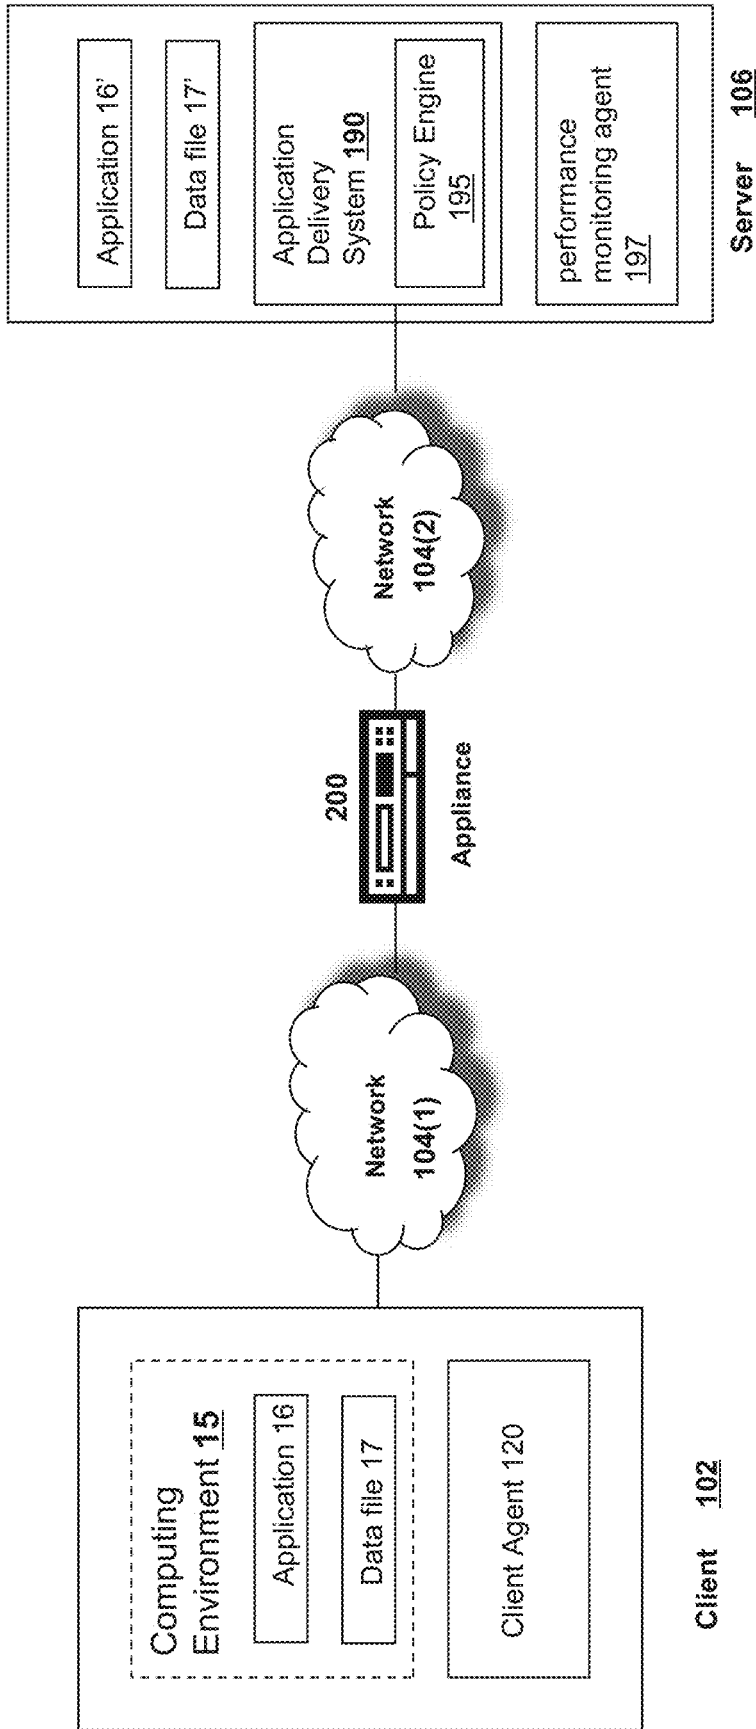 Computing
Environment 15
Application 16
Data file 17
Client Agent 120
Client 102
Network
104(1)
200
Appliance
Network
104(2)
Application 16'
Data file 17'
Application
Delivery
System 190
Policy Engine
195
performance
monitoring agent
197
Server 106